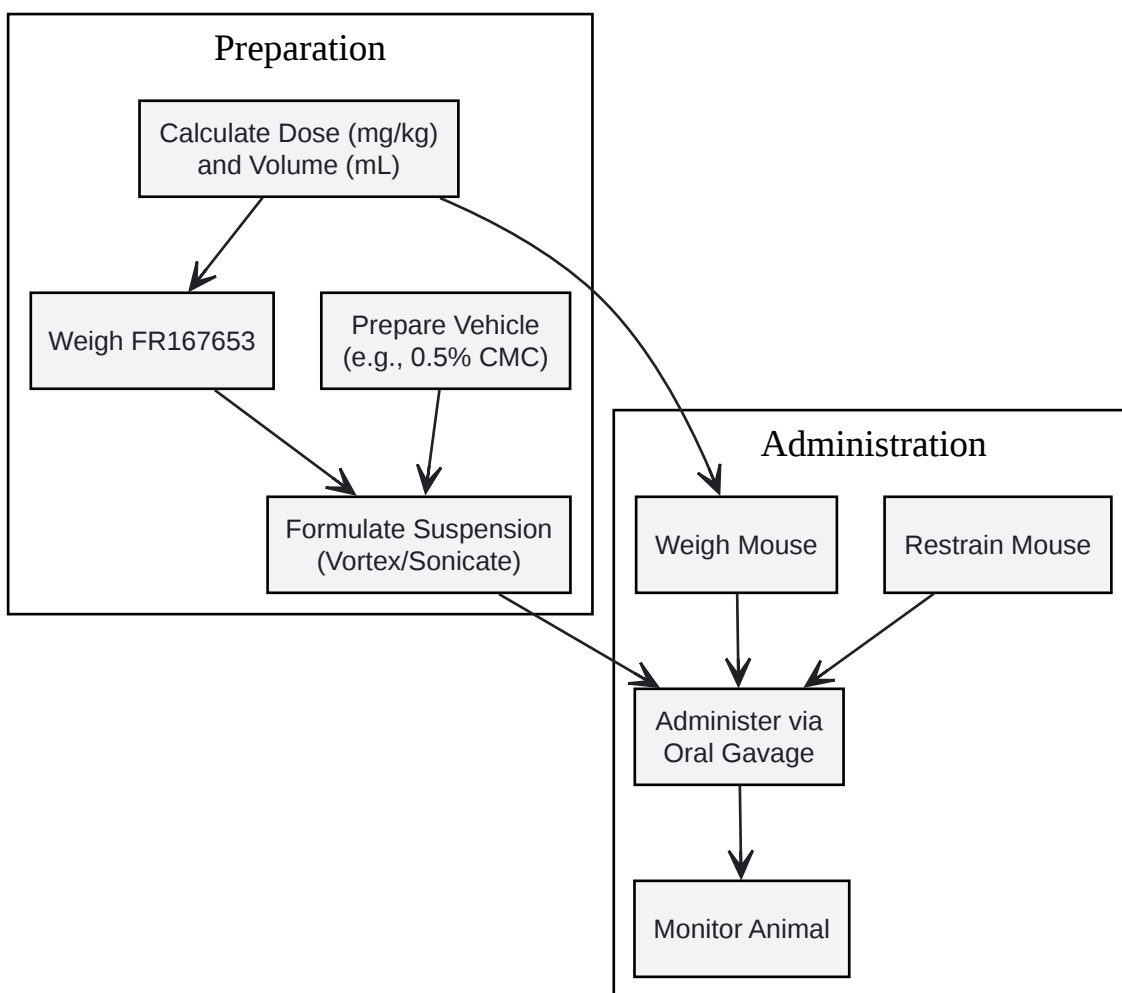 Preparation
Calculate Dose (mg/kg)
and Volume (mL)
Weigh FR167653
Prepare Vehicle
(e.g., 0.5% CMC)
Formulate Suspension
(Vortex/Sonicate)
Administration
Weigh Mouse
Restrain Mouse
Administer via
Oral Gavage
Monitor Animal